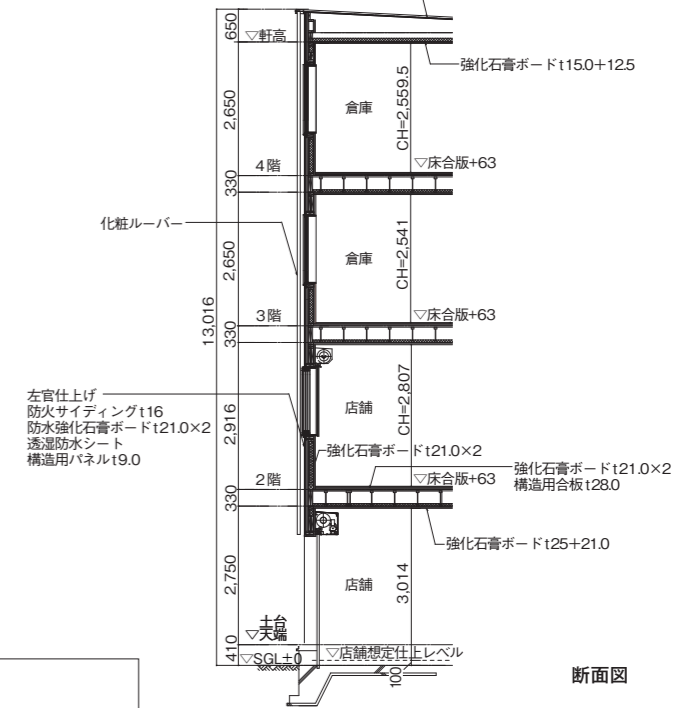 650
▽軒高
強化石膏ボードt15.0+12.5
2,650
倉庫
CH=2,559.5
4階
▽床合版+63
330
化粧ルーバー
2,650
倉庫
CH=2,541
13,016
3階
▽床合版+63
330
左官仕上げ
防火サイディングt16
防水強化石膏ボードt21.0×2
透湿防水シート
構造用パネルt9.0
2,916
店舗
CH=2,807
強化石膏ボードt21.0×2
2階
▽床合版+63
強化石膏ボードt21.0×2
構造用合板t28.0
330
強化石膏ボードt25+21.0
2,750
店舗
3,014
土台
▽天端
410
▽SGL±0
▽店舗想定仕上レベル
100
断面図